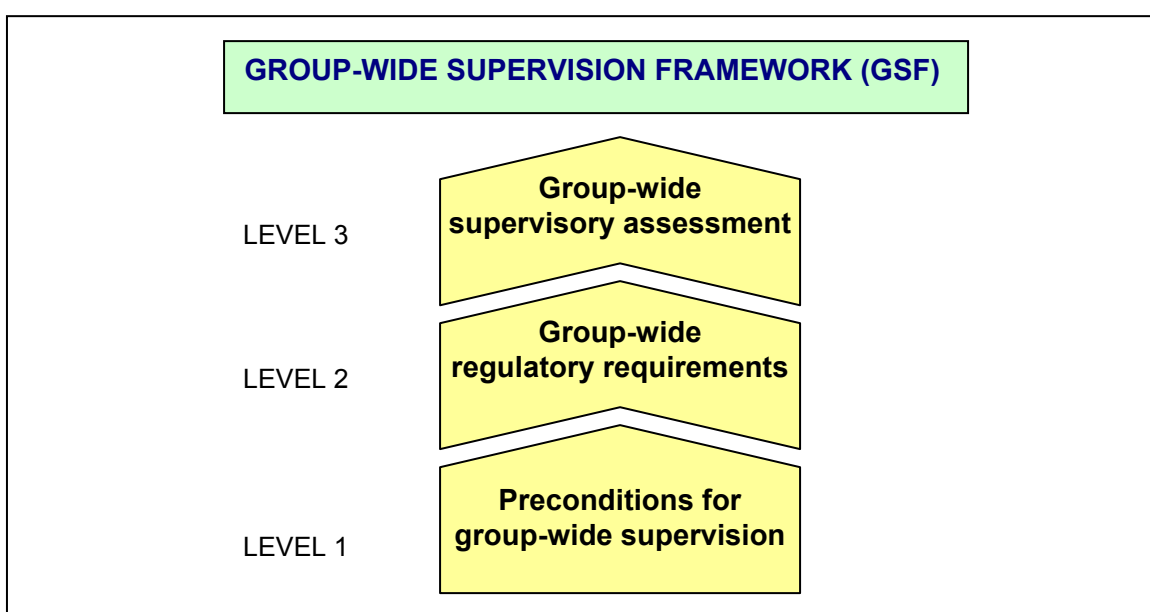 GROUP-WIDE SUPERVISION FRAMEWORK (GSF)
LEVEL 3
Group-wide
supervisory assessment
LEVEL 2
Group-wide
regulatory requirements
LEVEL 1
Preconditions for
group-wide supervision